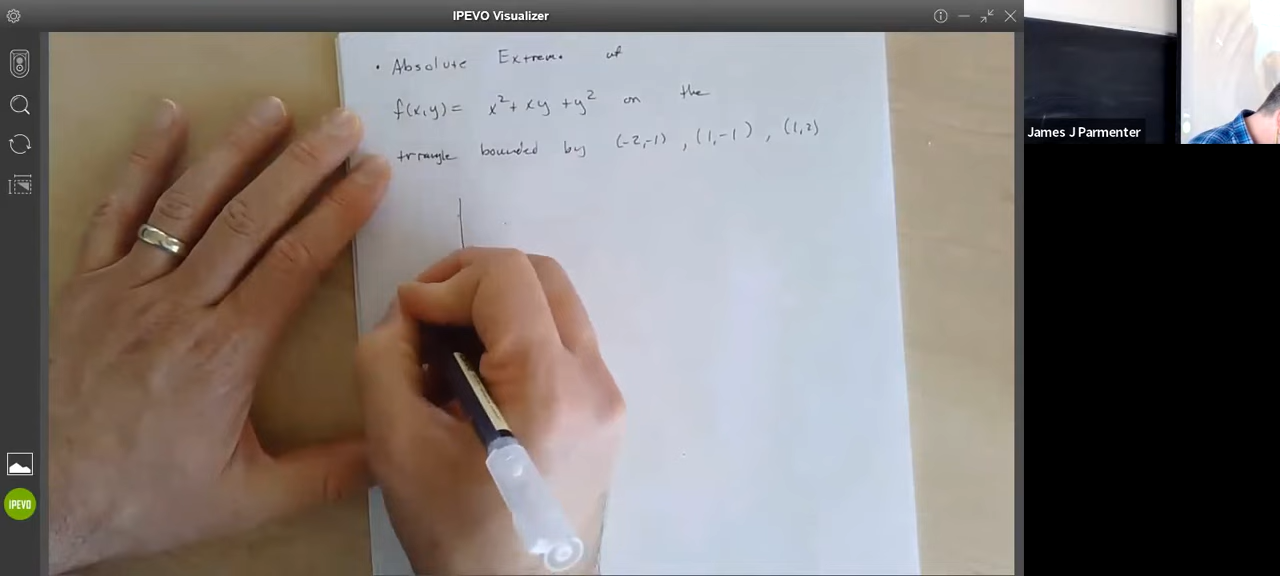 IPEVO Visualizer
• Absolute Extrema of
f(x,y) = x² + xy + y² on the
triangle bounded by (-2,-1), (1,-1), (1,2)
James J Parmenter
IPEVO